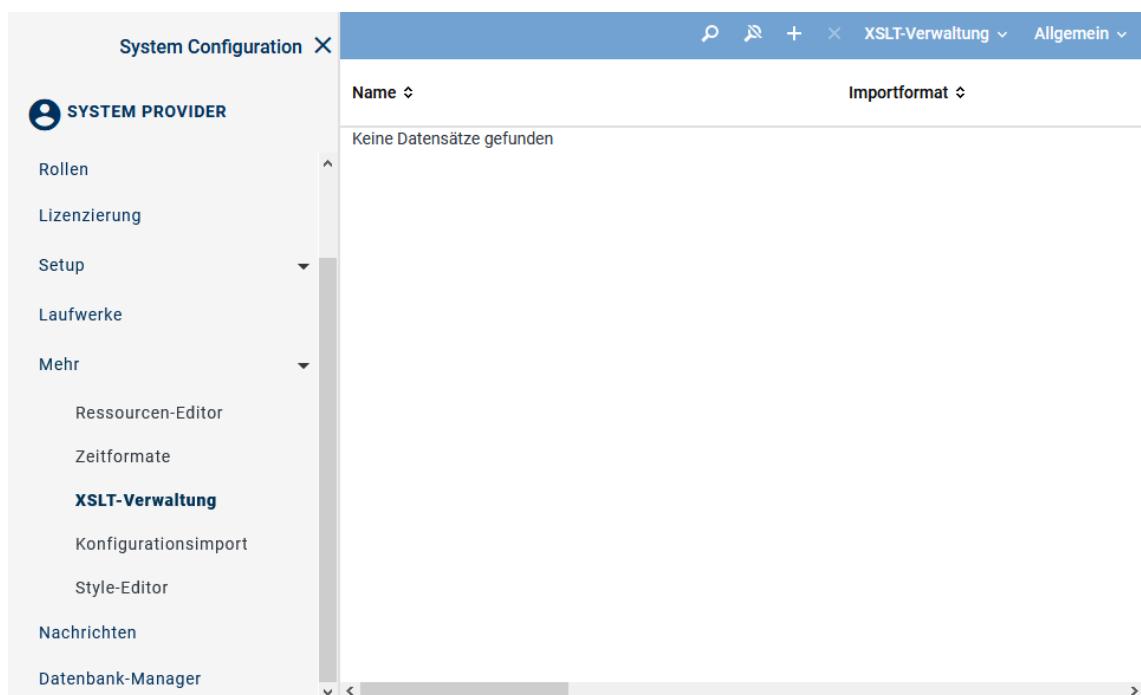 System Configuration
SYSTEM PROVIDER
Rollen
Lizenzierung
Setup
Laufwerke
Mehr
Ressourcen-Editor
Zeitformate
XSLT-Verwaltung
Konfigurationsimport
Style-Editor
Nachrichten
Datenbank-Manager
XSLT-Verwaltung Allgemein
Name Importformat
Keine Datensätze gefunden